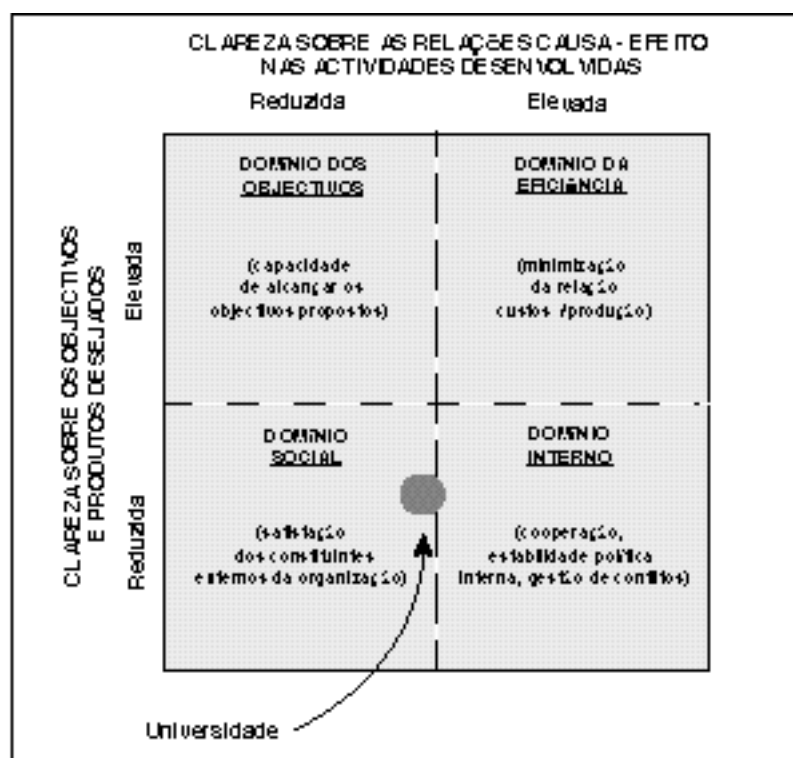 CLAREZA SOBRE AS RELAÇÕES CAUSA - EFEITO
NAS ACTIVIDADES DESENVOLVIDAS
Reduzida
Elevada
CLAREZA SOBRE OS OBJECTIVOS
E PRODUTOS DESEJADOS
Elevada
Reduzida
DOMÍNIO DOS
OBJECTIVOS
(capacidade
de alcançar os
objectivos propostos)
DOMÍNIO DA
EFICIÊNCIA
(minimização
da relação
custos /produção)
DOMÍNIO
SOCIAL
(satisfação
dos constituintes
externos da organização)
DOMÍNIO
INTERNO
(cooperação,
estabilidade política
interna, gestão de conflitos)
Universidade